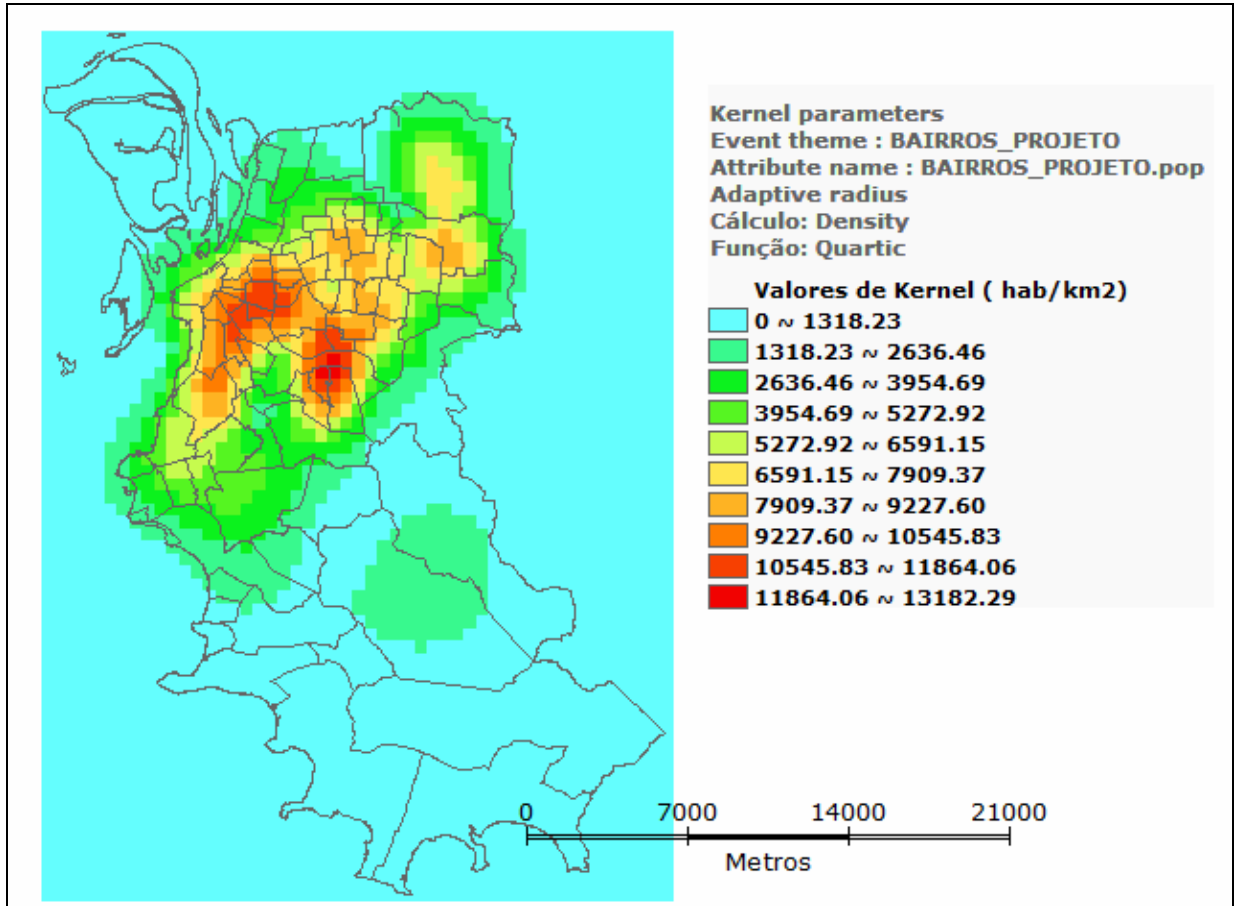 Kernel parameters
Event theme : BAIRROS_PROJETO
Attribute name : BAIRROS_PROJETO.pop
Adaptive radius
Cálculo: Density
Função: Quartic
Valores de Kernel ( hab/km2)
0 ~ 1318.23
1318.23 ~ 2636.46
2636.46 ~ 3954.69
3954.69 ~ 5272.92
5272.92 ~ 6591.15
6591.15 ~ 7909.37
7909.37 ~ 9227.60
9227.60 ~ 10545.83
10545.83 ~ 11864.06
11864.06 ~ 13182.29
0 7000 14000 21000
Metros